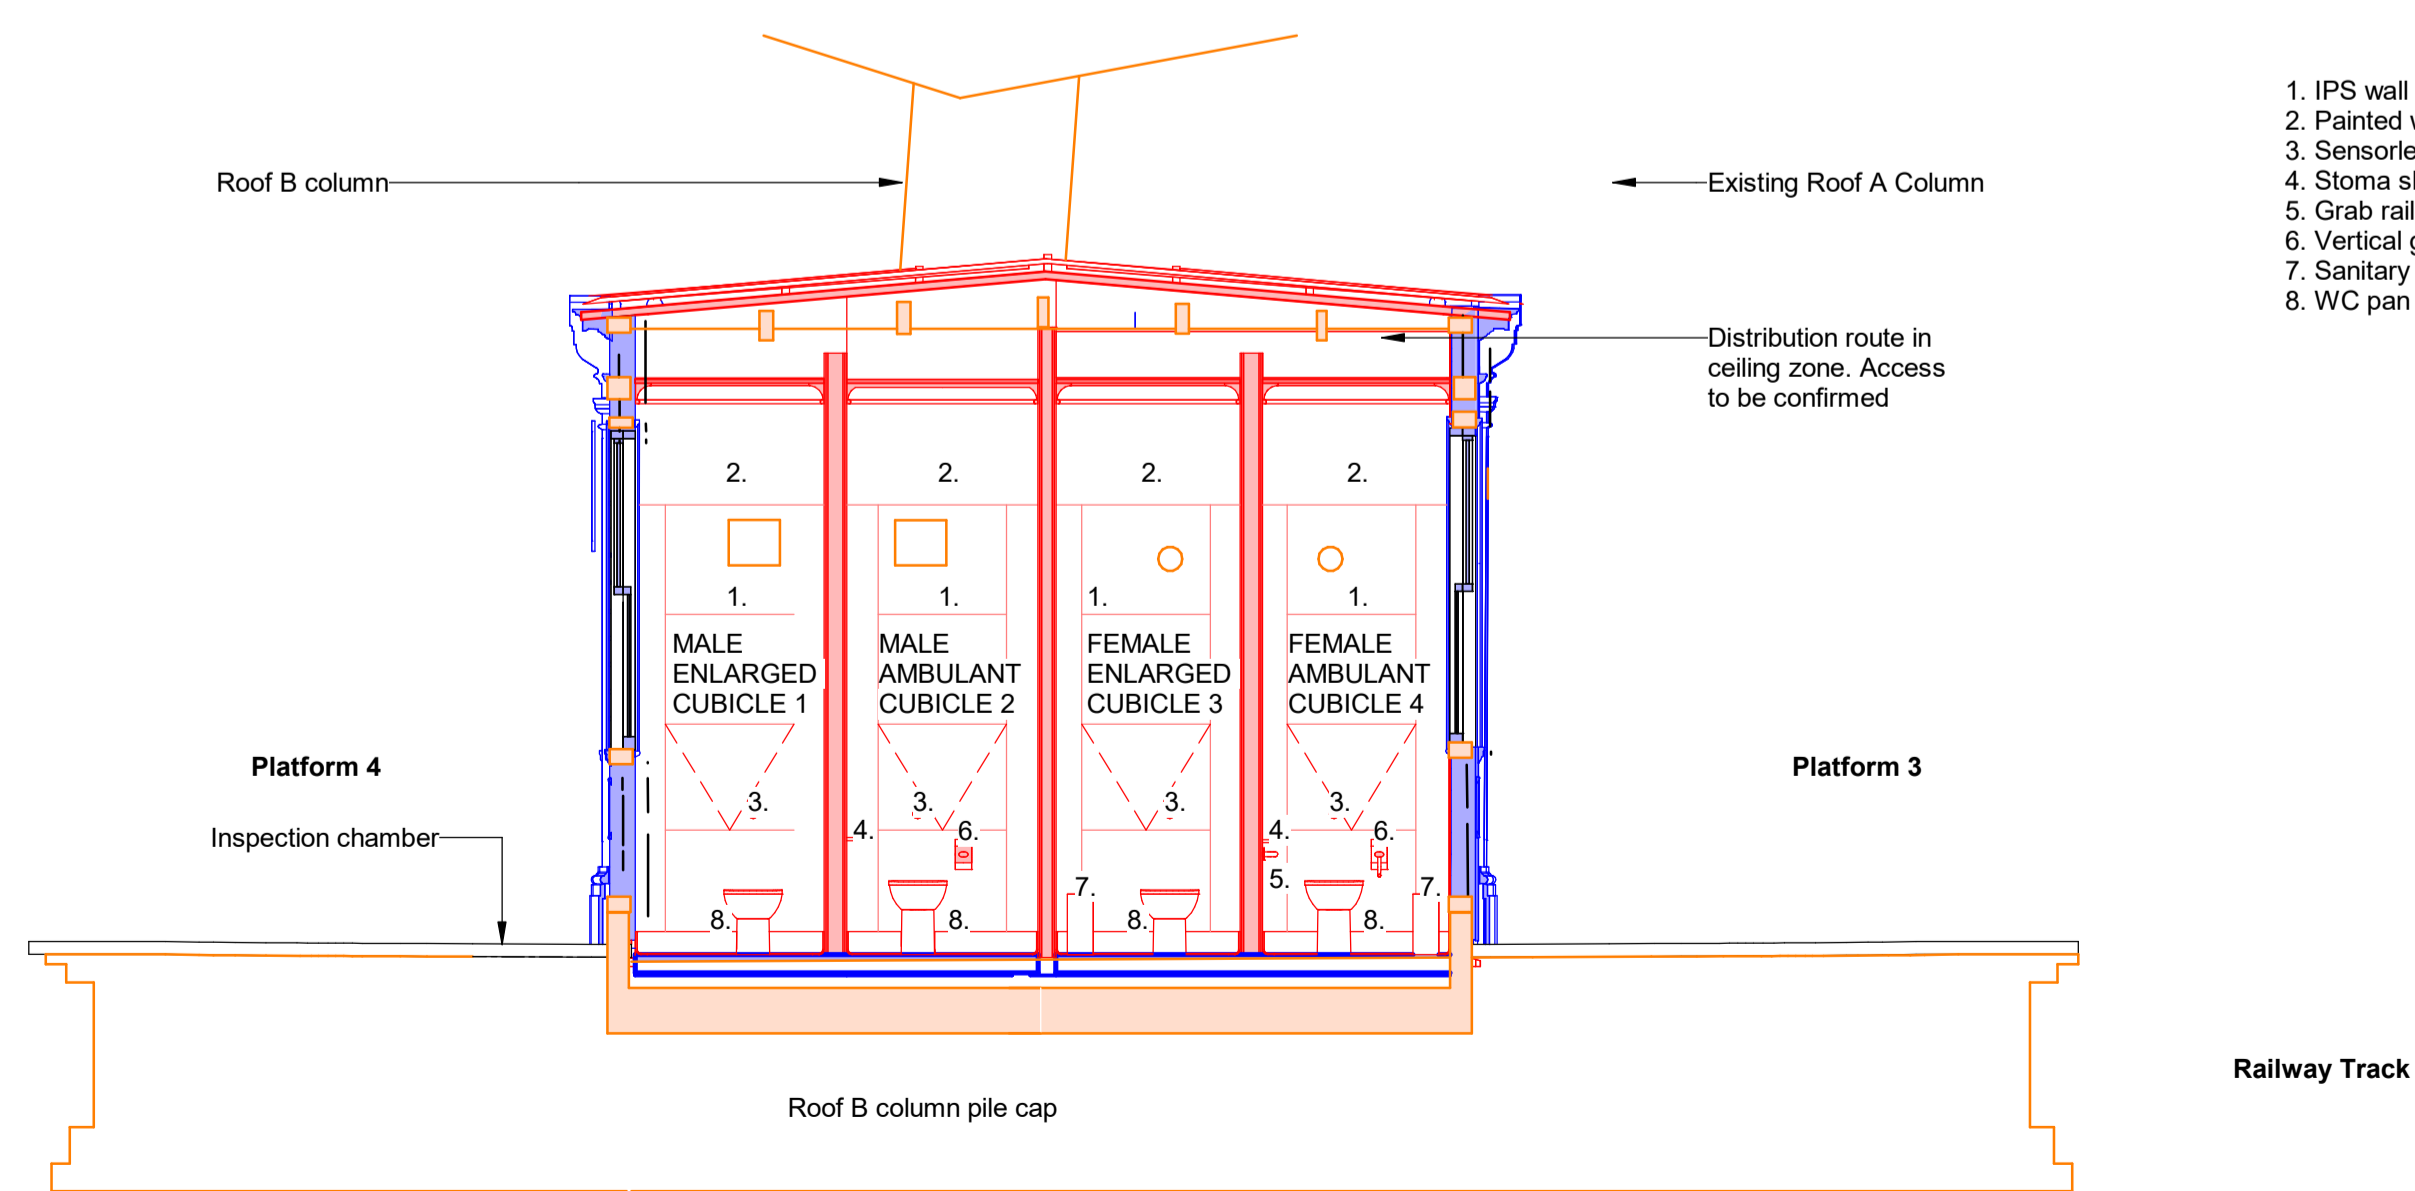 1. IPS wall
2. Painted
3.
4. Stoma
5. Grab rail
6. Vertical
7. Sanitary
8. WC pan
Roof B column
Existing Roof A Column
Distribution route in
ceiling zone. Access
to be confirmed
2.
2.
2.
2.
1.
1.
1.
1.
MALE
ENLARGED
CUBICLE 1
MALE
AMBULANT
CUBICLE 2
FEMALE
ENLARGED
CUBICLE 3
FEMALE
AMBULANT
CUBICLE 4
Platform 4
Platform 3
3.
3.
3.
3.
Inspection chamber
4.
6.
4.
6.
5.
7.
7.
8.
8.
8.
8.
Railway Track
Roof B column pile cap